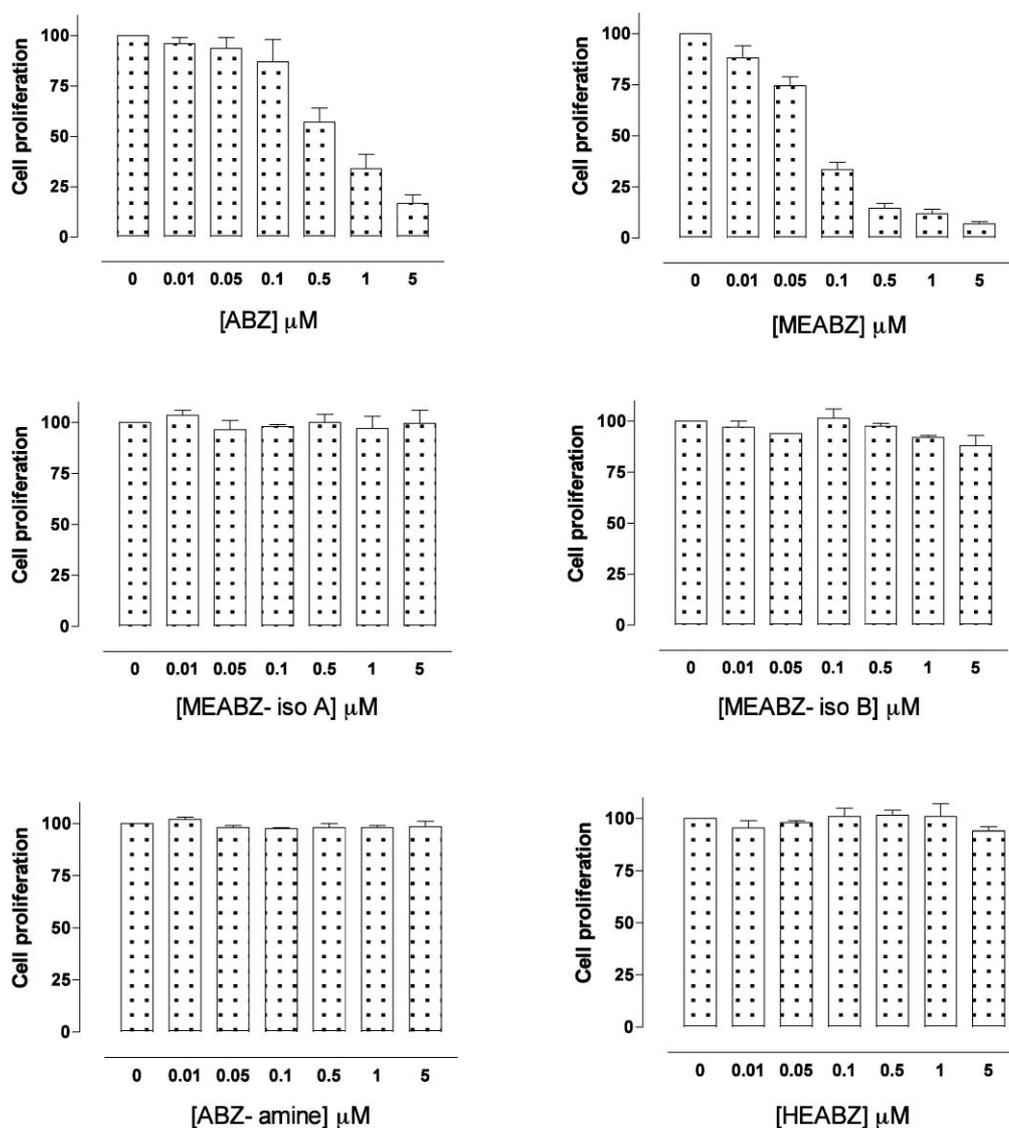 Cell proliferation
100
75
50
25
0
0 0.01 0.05 0.1 0.5 1 5
[ABZ] μM
Cell proliferation
100
75
50
25
0
0 0.01 0.05 0.1 0.5 1 5
[MEABZ] μM
Cell proliferation
100
75
50
25
0
0 0.01 0.05 0.1 0.5 1 5
[MEABZ- iso A] μM
Cell proliferation
100
75
50
25
0
0 0.01 0.05 0.1 0.5 1 5
[MEABZ- iso B] μM
Cell proliferation
100
75
50
25
0
0 0.01 0.05 0.1 0.5 1 5
[ABZ- amine] μM
Cell proliferation
100
75
50
25
0
0 0.01 0.05 0.1 0.5 1 5
[HEABZ] μM